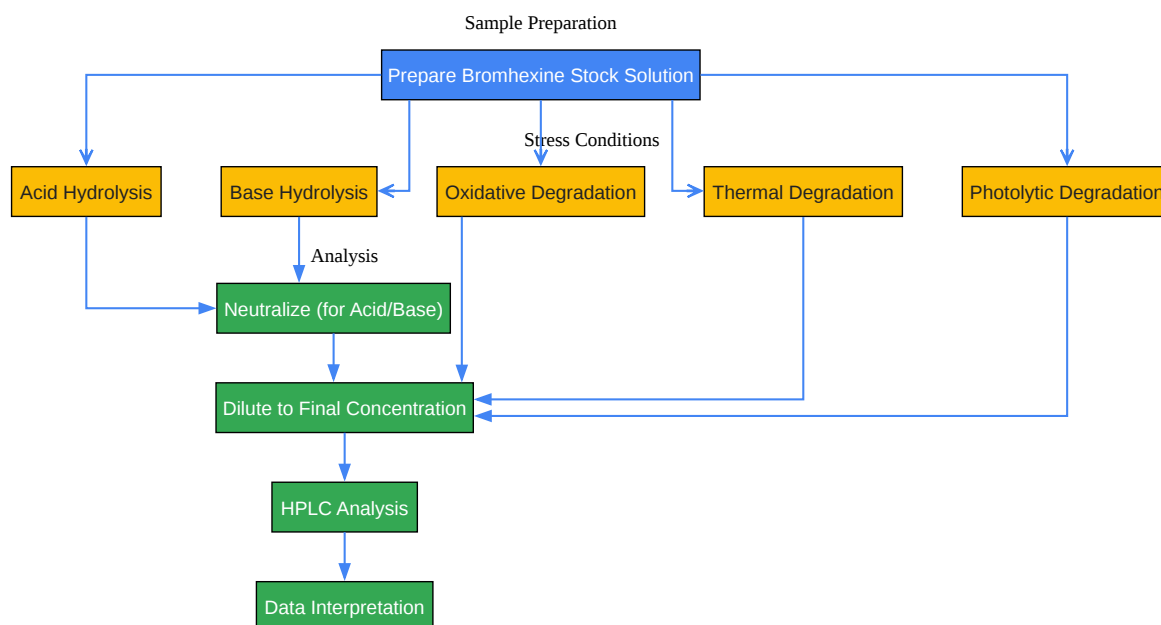 Sample Preparation
Prepare Bromhexine Stock Solution
Stress Conditions
Acid Hydrolysis
Base Hydrolysis
Oxidative Degradation
Thermal Degradation
Photolytic Degradation
Analysis
Neutralize (for Acid/Base)
Dilute to Final Concentration
HPLC Analysis
Data Interpretation